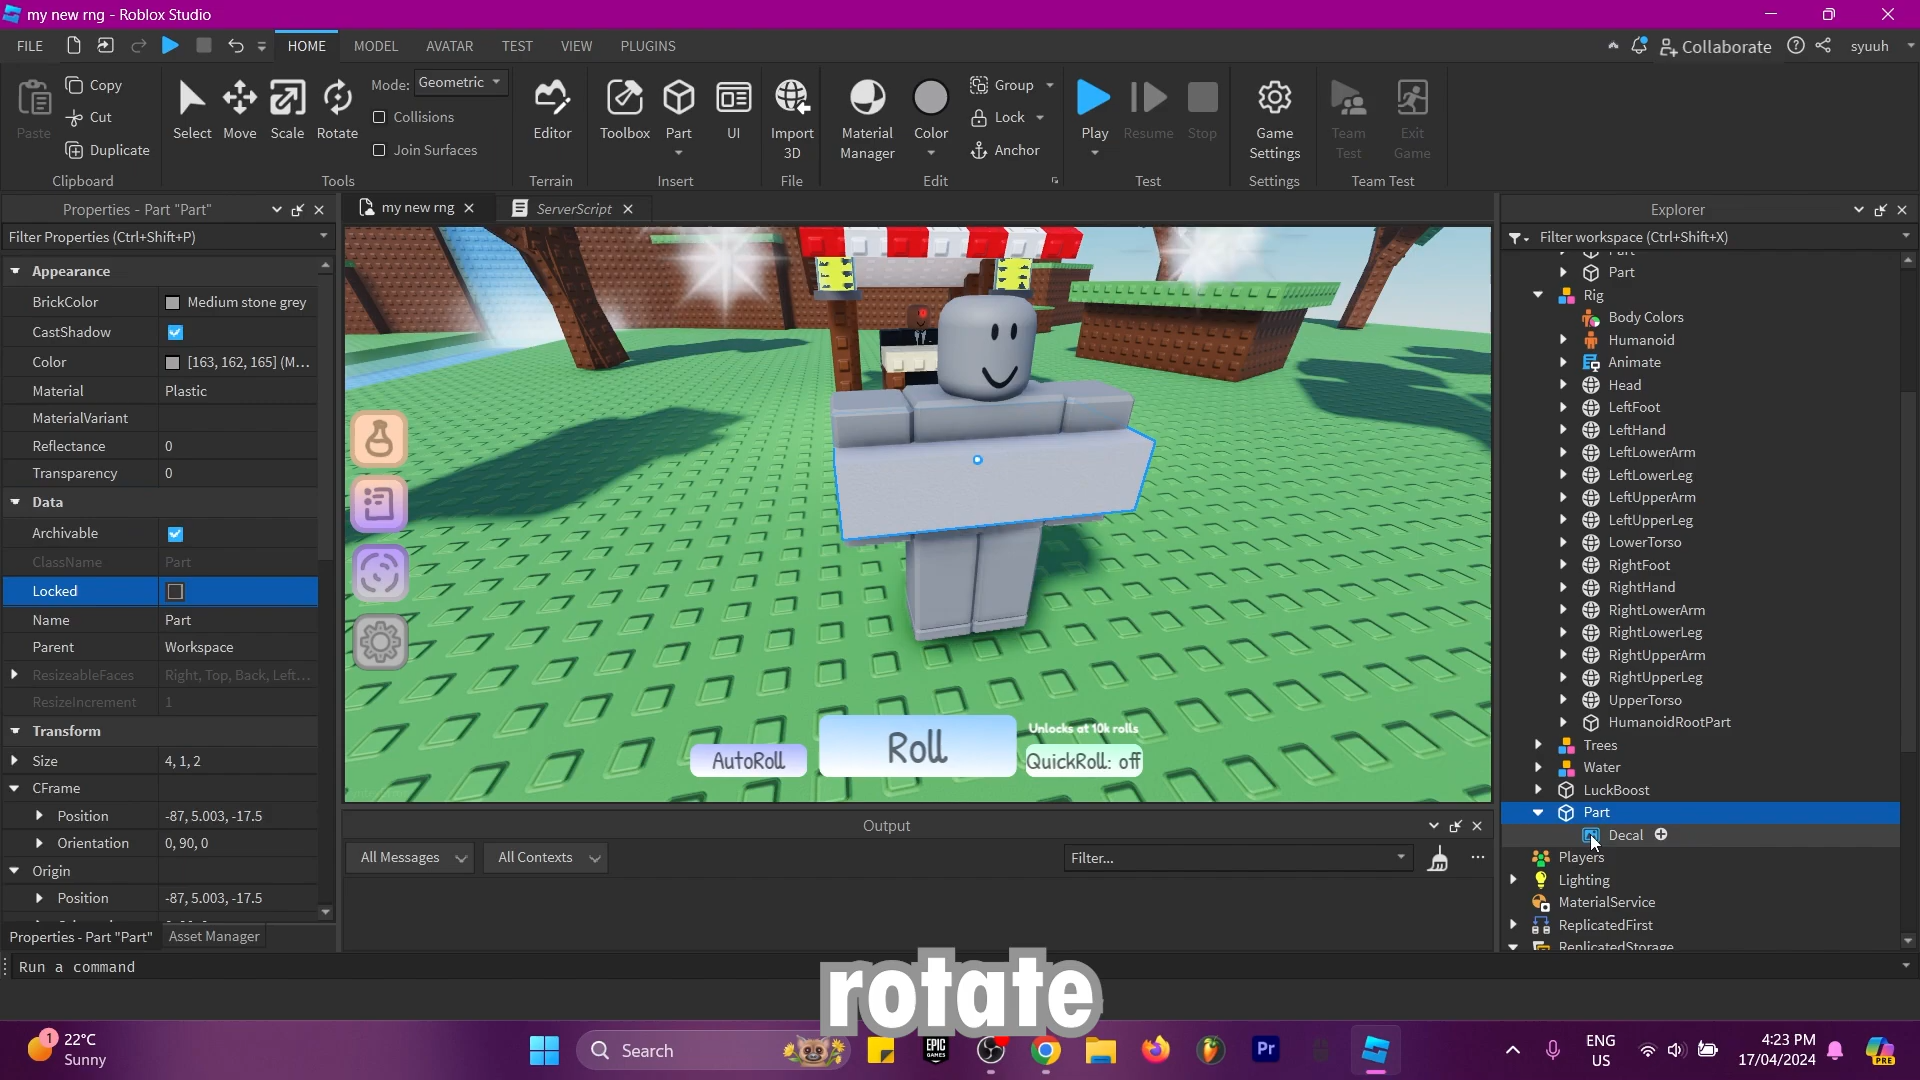 my new rng - Roblox Studio
FILE HOME MODEL AVATAR TEST VIEW PLUGINS Collaborate syuuh
Paste Copy Cut Duplicate Clipboard
Select Move Scale Rotate Mode: Geometric Collisions Join Surfaces Tools
Editor Terrain
Toolbox Part UI Insert
Import 3D File
Material Manager Color Group Lock Anchor Edit
Play Resume Stop Test
Game Settings Settings
Team Test Exit Game Team Test
Properties - Part "Part"
Filter Properties (Ctrl+Shift+P)
Appearance
BrickColor Medium stone grey
CastShadow
Color [163, 162, 165] (M...
Material Plastic
MaterialVariant
Reflectance 0
Transparency 0
Data
Archivable
ClassName Part
Locked
Name Part
Parent Workspace
ResizeableFaces Right, Top, Back, Left...
ResizeIncrement 1
Transform
Size 4, 1, 2
CFrame
Position -87, 5.003, -17.5
Orientation 0, 90, 0
Origin
Position -87, 5.003, -17.5
Properties - Part "Part" Asset Manager
my new rng ServerScript
AutoRoll
Roll
Unlocks at 10k rolls
QuickRoll: off
Output
All Messages All Contexts Filter...
Explorer
Filter workspace (Ctrl+Shift+X)
Part
Part
Rig
Body Colors
Humanoid
Animate
Head
LeftFoot
LeftHand
LeftLowerArm
LeftLowerLeg
LeftUpperArm
LeftUpperLeg
LowerTorso
RightFoot
RightHand
RightLowerArm
RightLowerLeg
RightUpperArm
RightUpperLeg
UpperTorso
HumanoidRootPart
Trees
Water
LuckBoost
Part
Decal
Players
Lighting
MaterialService
ReplicatedFirst
ReplicatedStorage
Run a command
rotate
1
22°C
Sunny
Search
EPIC GAMES
Pr
ENG
US
4:23 PM
17/04/2024
PRE